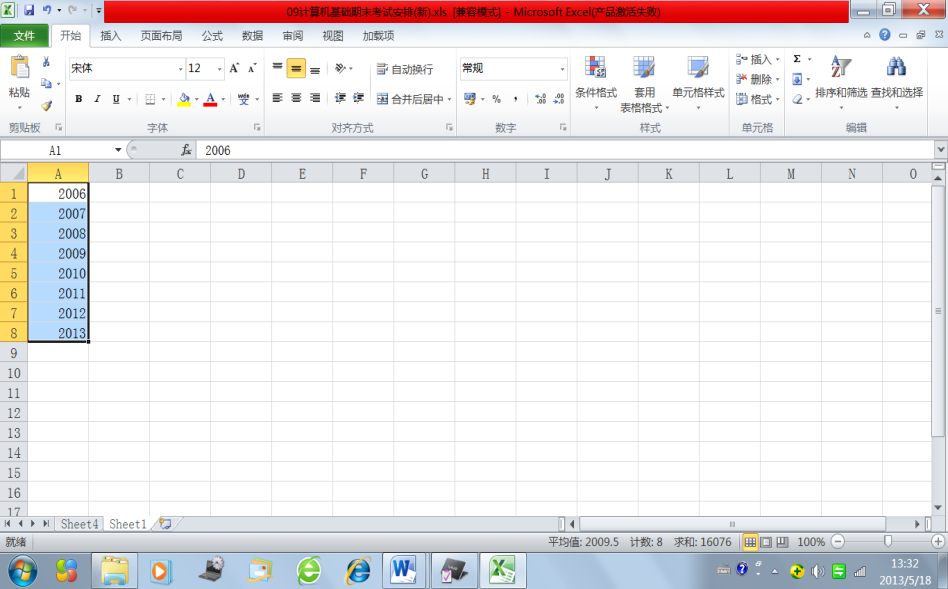 09计算机基础期末考试安排(新).xls [兼容模式] - Microsoft Excel(产品激活失败)
文件 开始 插入 页面布局 公式 数据 审阅 视图 加载项
宋体 12 自动换行 常规 插入
粘贴 条件格式 套用 单元格样式 删除 排序和筛选 查找和选择
B I U A 合并后居中 % , 表格格式 格式
剪贴板 字体 对齐方式 数字 样式 单元格 编辑
A1 fx 2006
A B C D E F G H I J K L M N O
1 2006
2 2007
3 2008
4 2009
5 2010
6 2011
7 2012
8 2013
9
10
11
12
13
14
15
16
17
Sheet4 Sheet1
就绪 平均值: 2009.5 计数: 8 求和: 16076 100%
13:32
2013/5/18